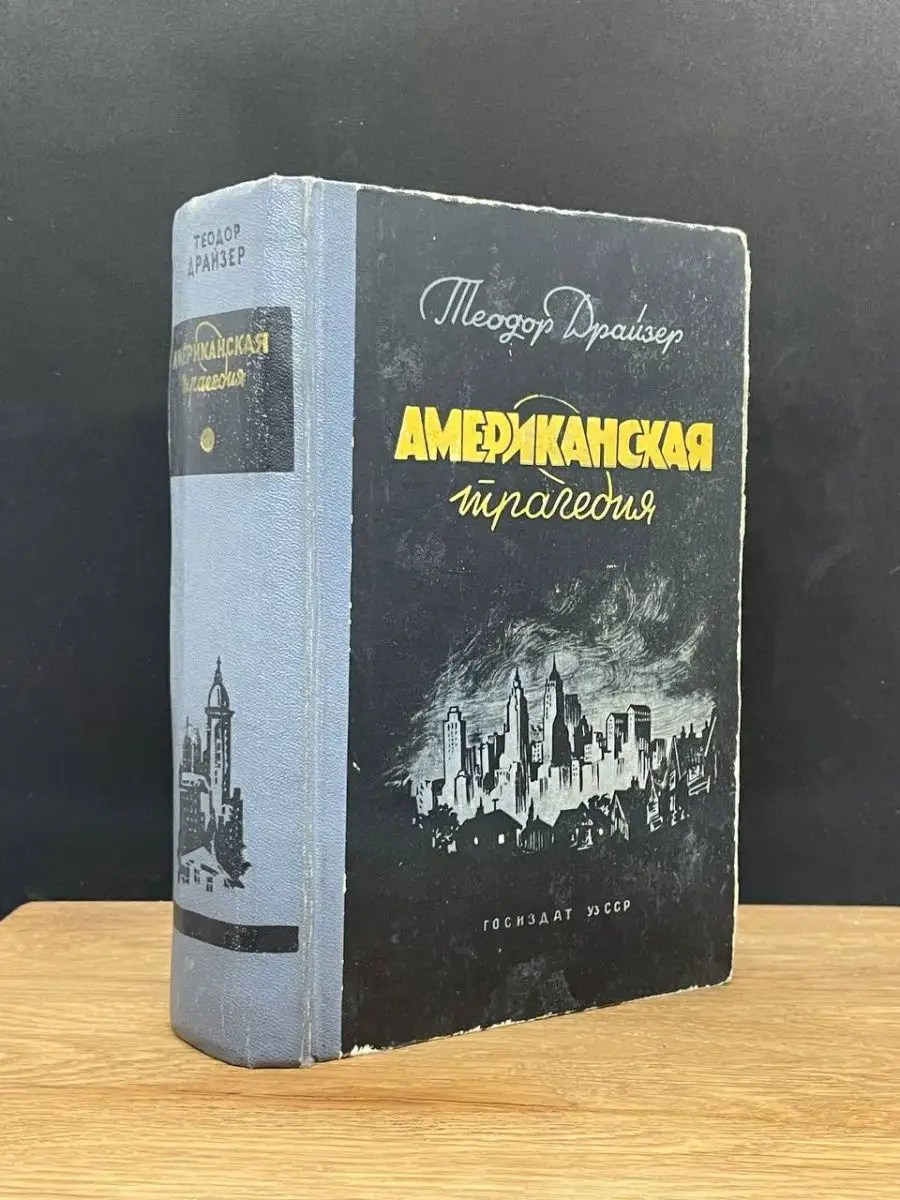 ТЕОДОР
ДРАЙЗЕР
АМЕРИКАНСКАЯ
трагедия
Теодор Драйзер
АМЕРИКАНСКАЯ
трагедия
ГОСИЗДАТ УзССР